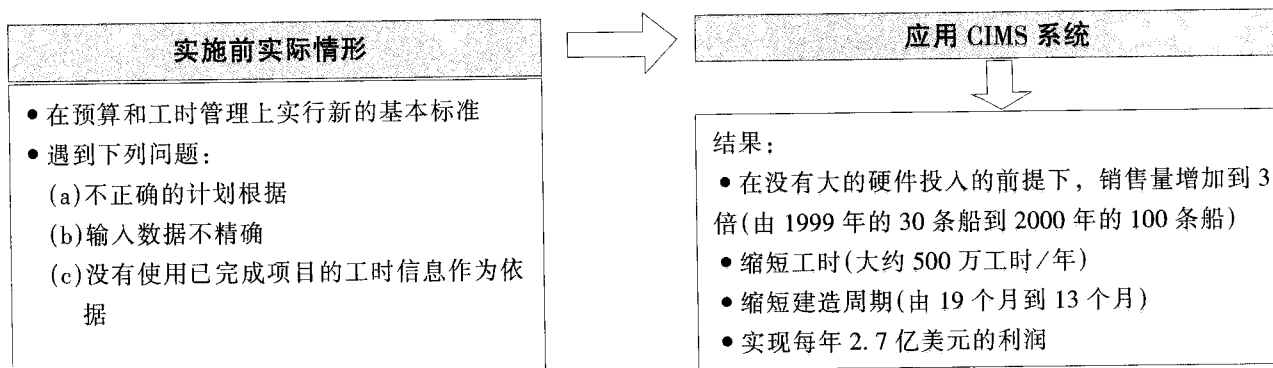 实施前实际情形
● 在预算和工时管理上实行新的基本标准
● 遇到下列问题：
(a)不正确的计划根据
(b)输入数据不精确
(c)没有使用已完成项目的工时信息作为依
据
应用 CIMS 系统
结果：
● 在没有大的硬件投入的前提下，销售量增加到 3
倍(由 1999 年的 30 条船到 2000 年的 100 条船)
● 缩短工时(大约 500 万工时/年)
● 缩短建造周期(由 19 个月到 13 个月)
● 实现每年 2.7 亿美元的利润